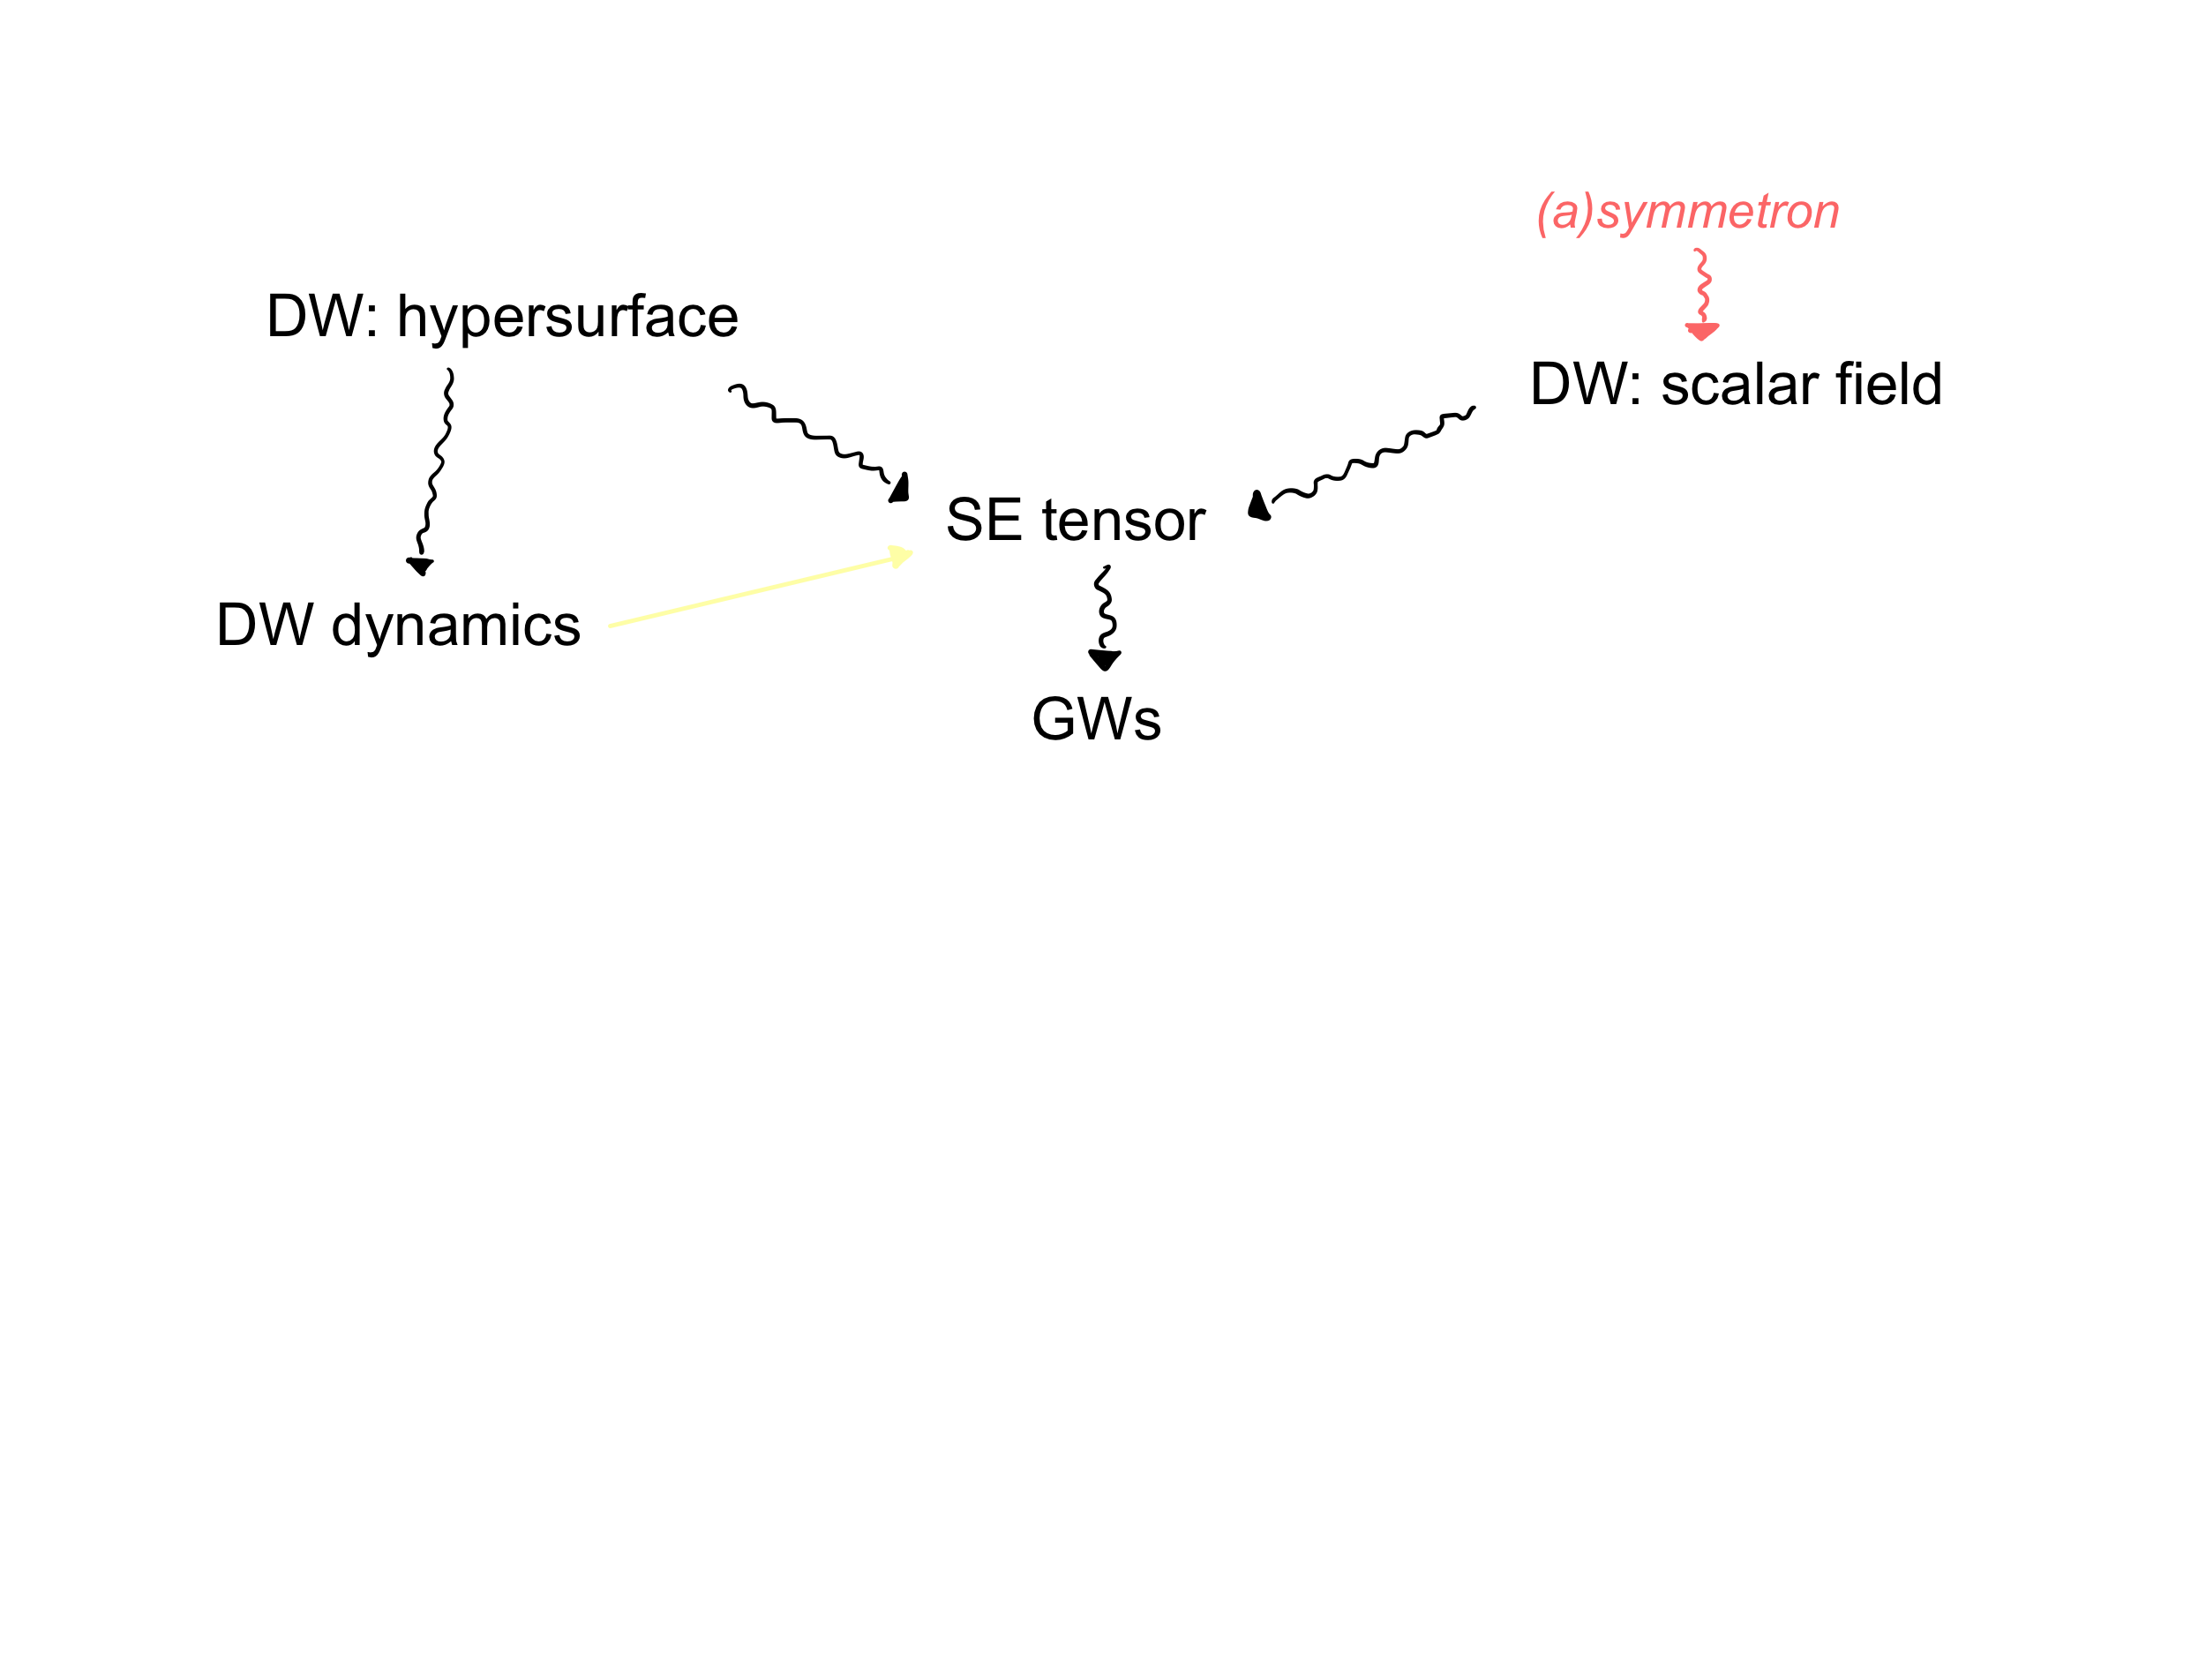 (a)symmetron
DW: hypersurface
DW: scalar field
SE tensor
DW dynamics
GWs